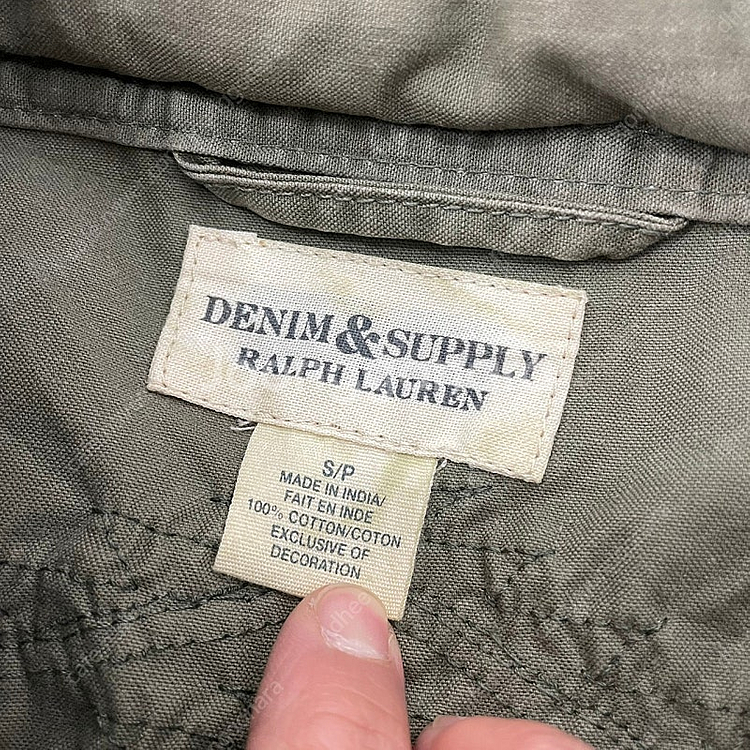 DENIM & SUPPLY
RALPH LAUREN
S/P
MADE IN INDIA/
FAIT EN INDE
100% COTTON/COTON
EXCLUSIVE OF
DECORATION